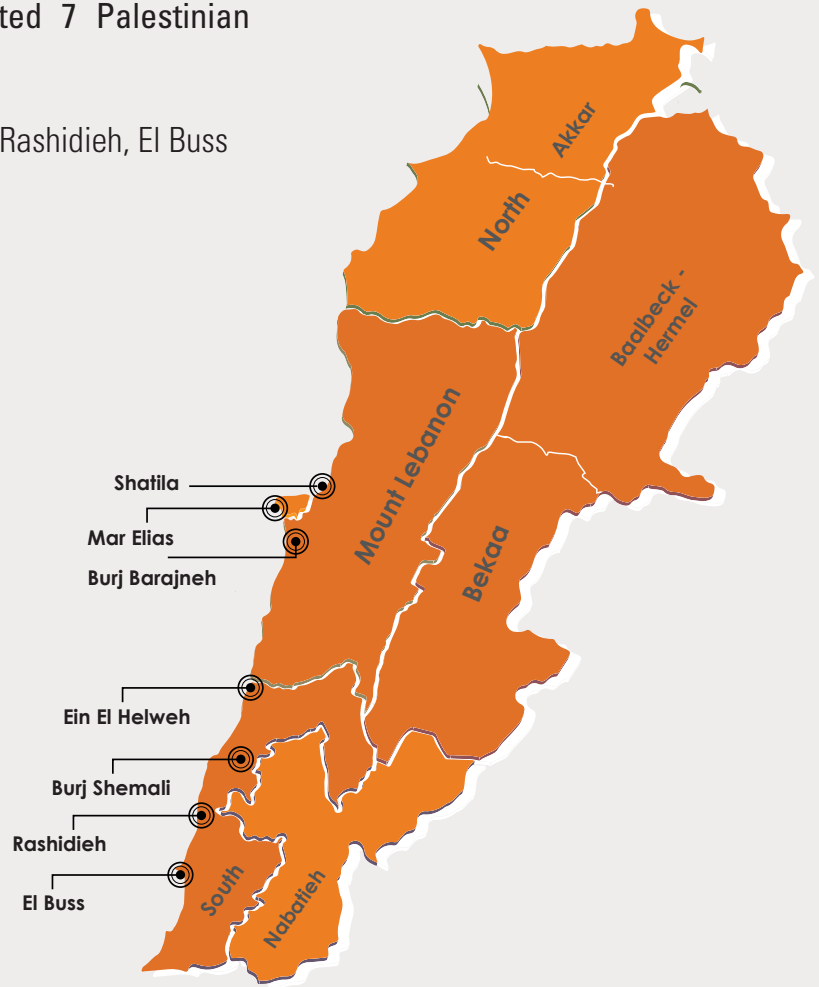 ted 7 Palestinian
Rashidieh, El Buss
Akkar
North
Baalbeck -
Hermel
Mount Lebanon
Shatila
Mar Elias
Burj Barajneh
Bekaa
Ein El Helweh
Burj Shemali
Rashidieh
El Buss
South
Nabatieh